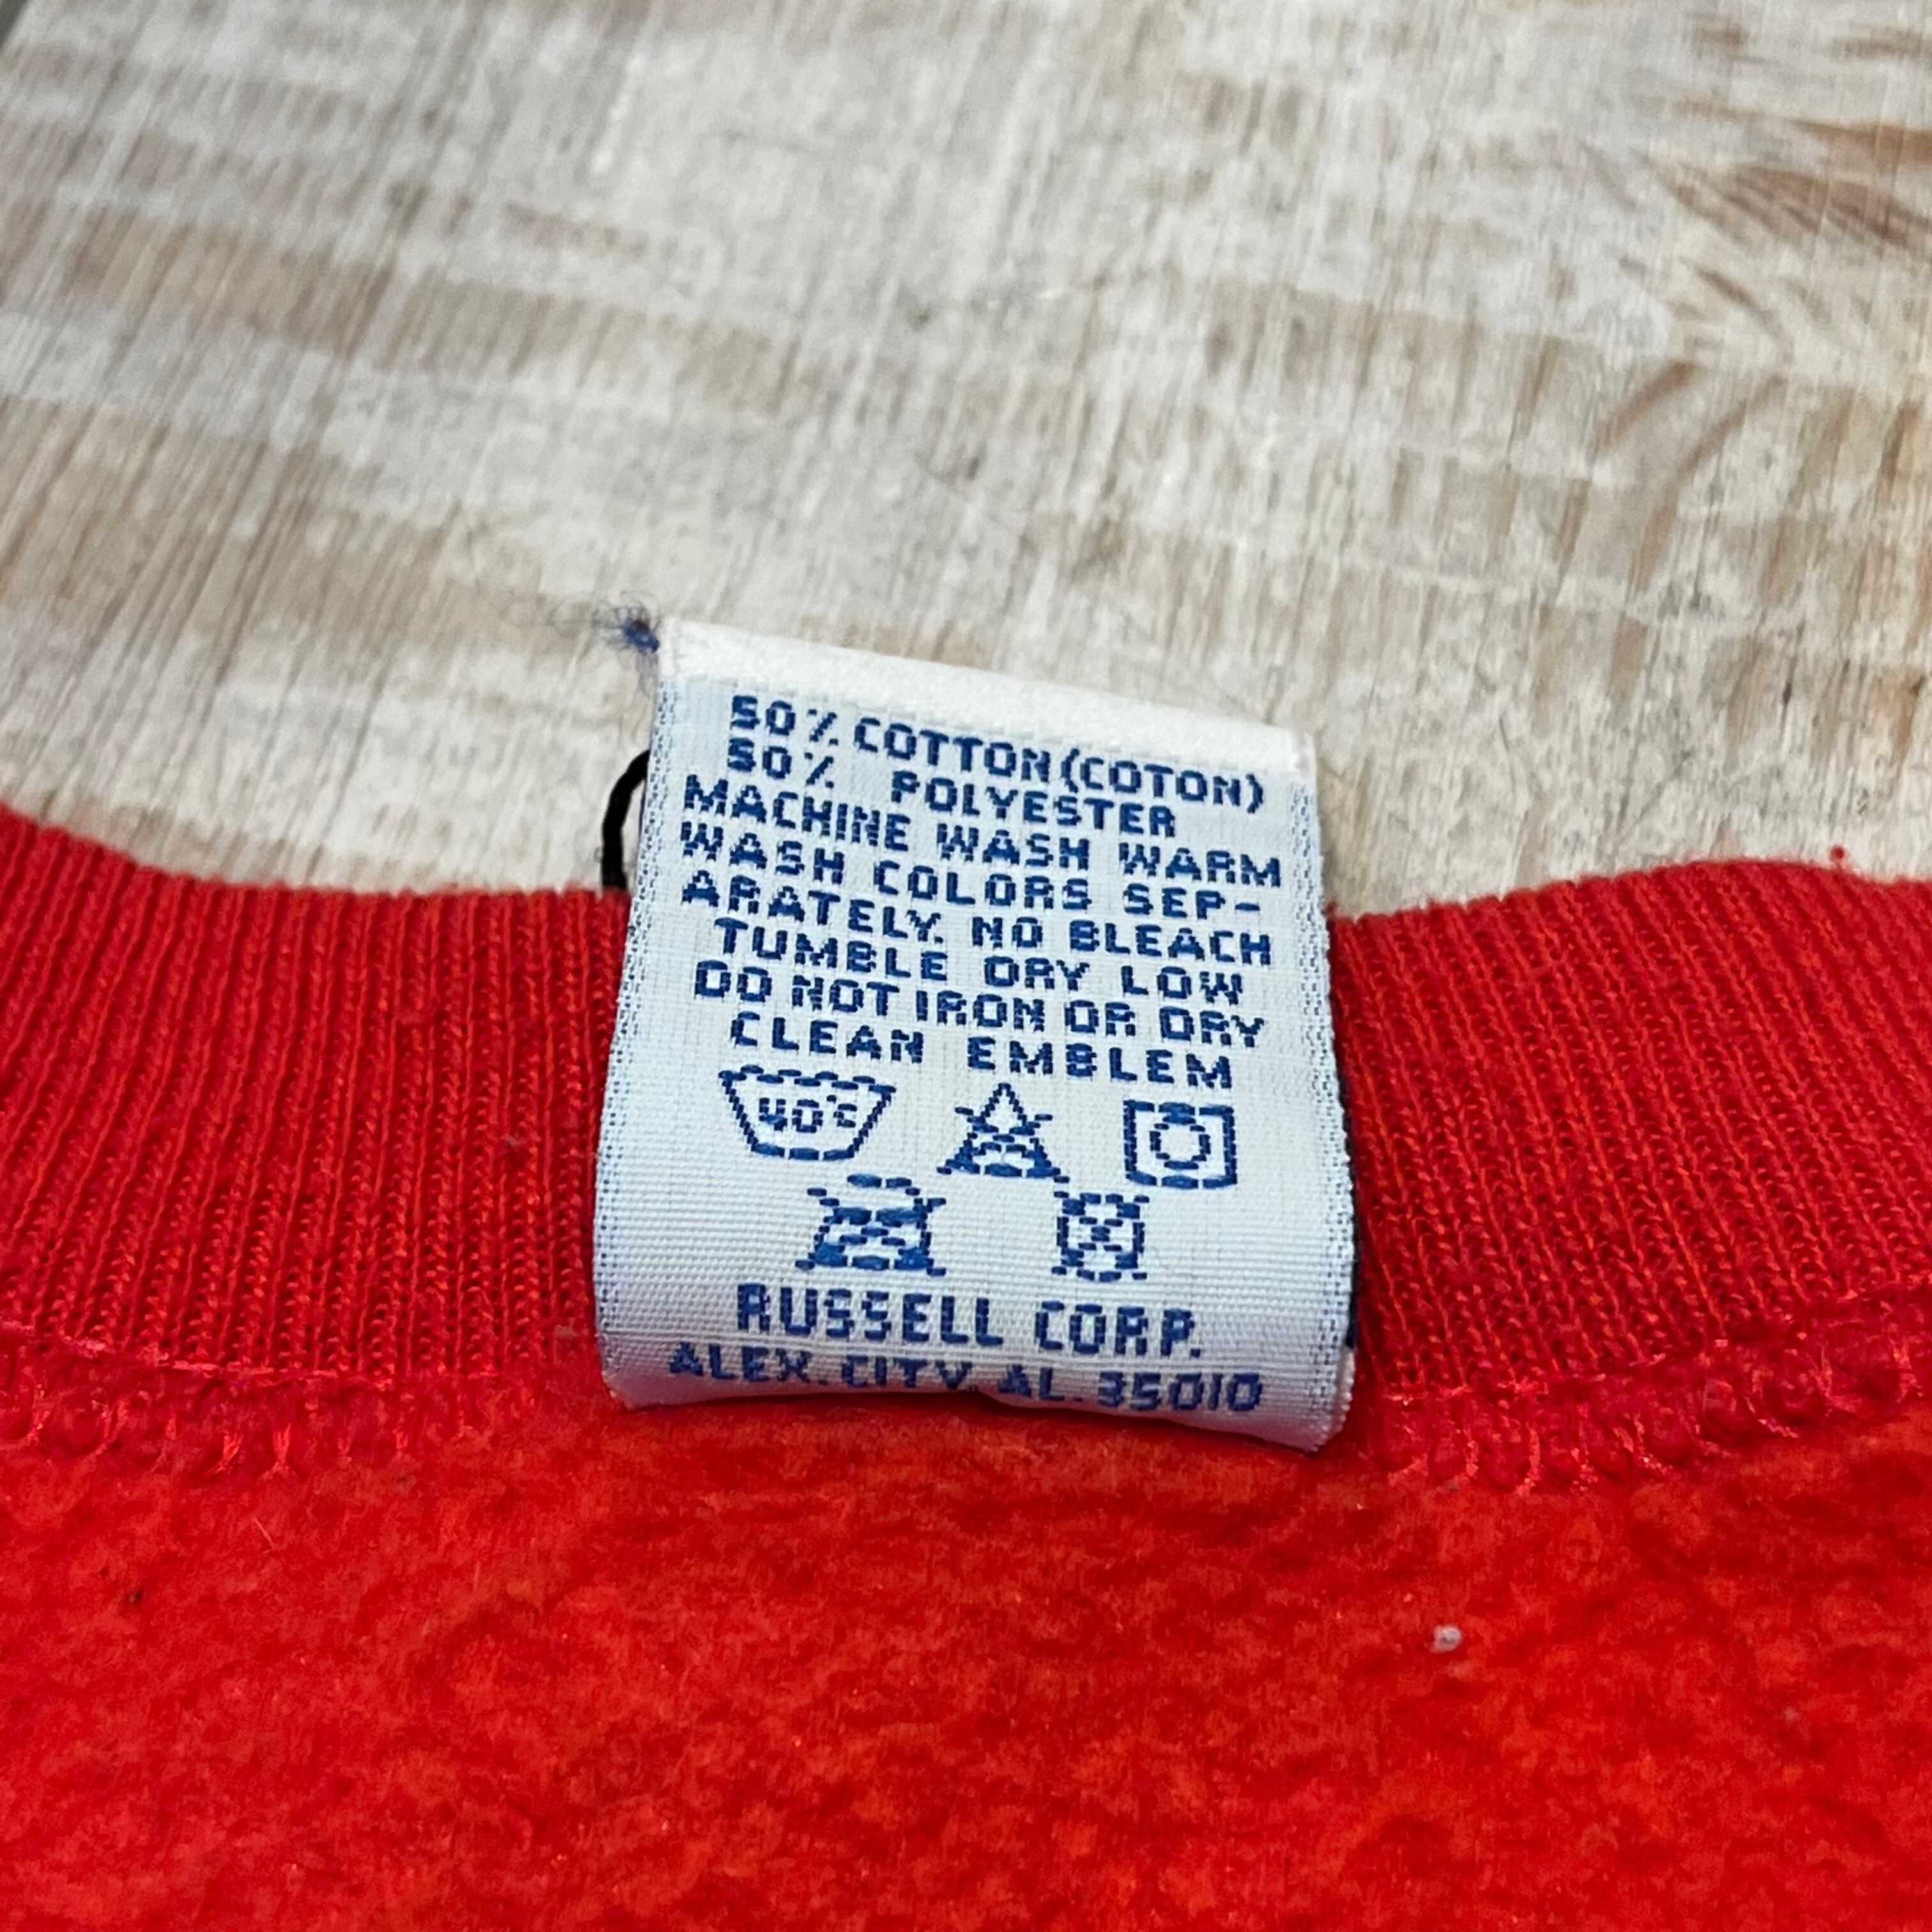 50% COTTON (COTON)
50% POLYESTER
MACHINE WASH WARM
WASH COLORS SEP-
ARATELY. NO BLEACH
TUMBLE DRY LOW
DO NOT IRON OR DRY
CLEAN EMBLEM
40°C
RUSSELL CORP.
ALEX. CITY, AL. 35010